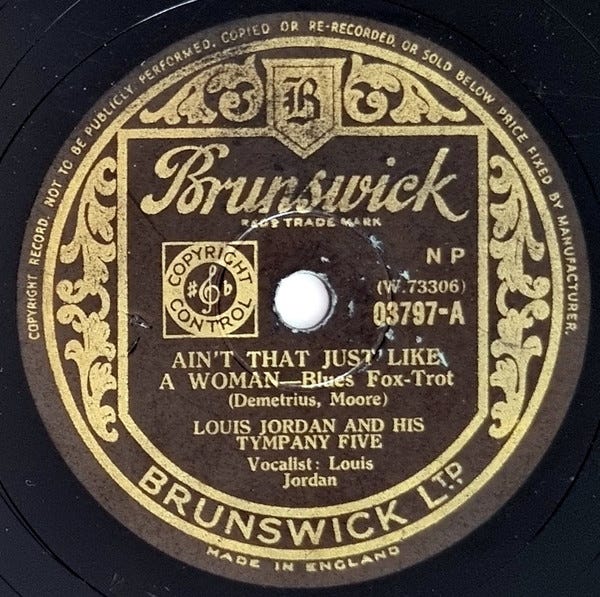 COPYRIGHT RECORD. NOT TO BE PUBLICLY PERFORMED, COPIED OR RE-RECORDED, OR SOLD BELOW PRICE FIXED BY MANUFACTURER.
B
Brunswick
REGD TRADE MARK
NP
COPYRIGHT
CONTROL
(W.73306)
03797-A
AIN'T THAT JUST LIKE
A WOMAN—Blues Fox-Trot
(Demetrius, Moore)
LOUIS JORDAN AND HIS
TYMPANY FIVE
Vocalist: Louis
Jordan
BRUNSWICK LTD.
MADE IN ENGLAND